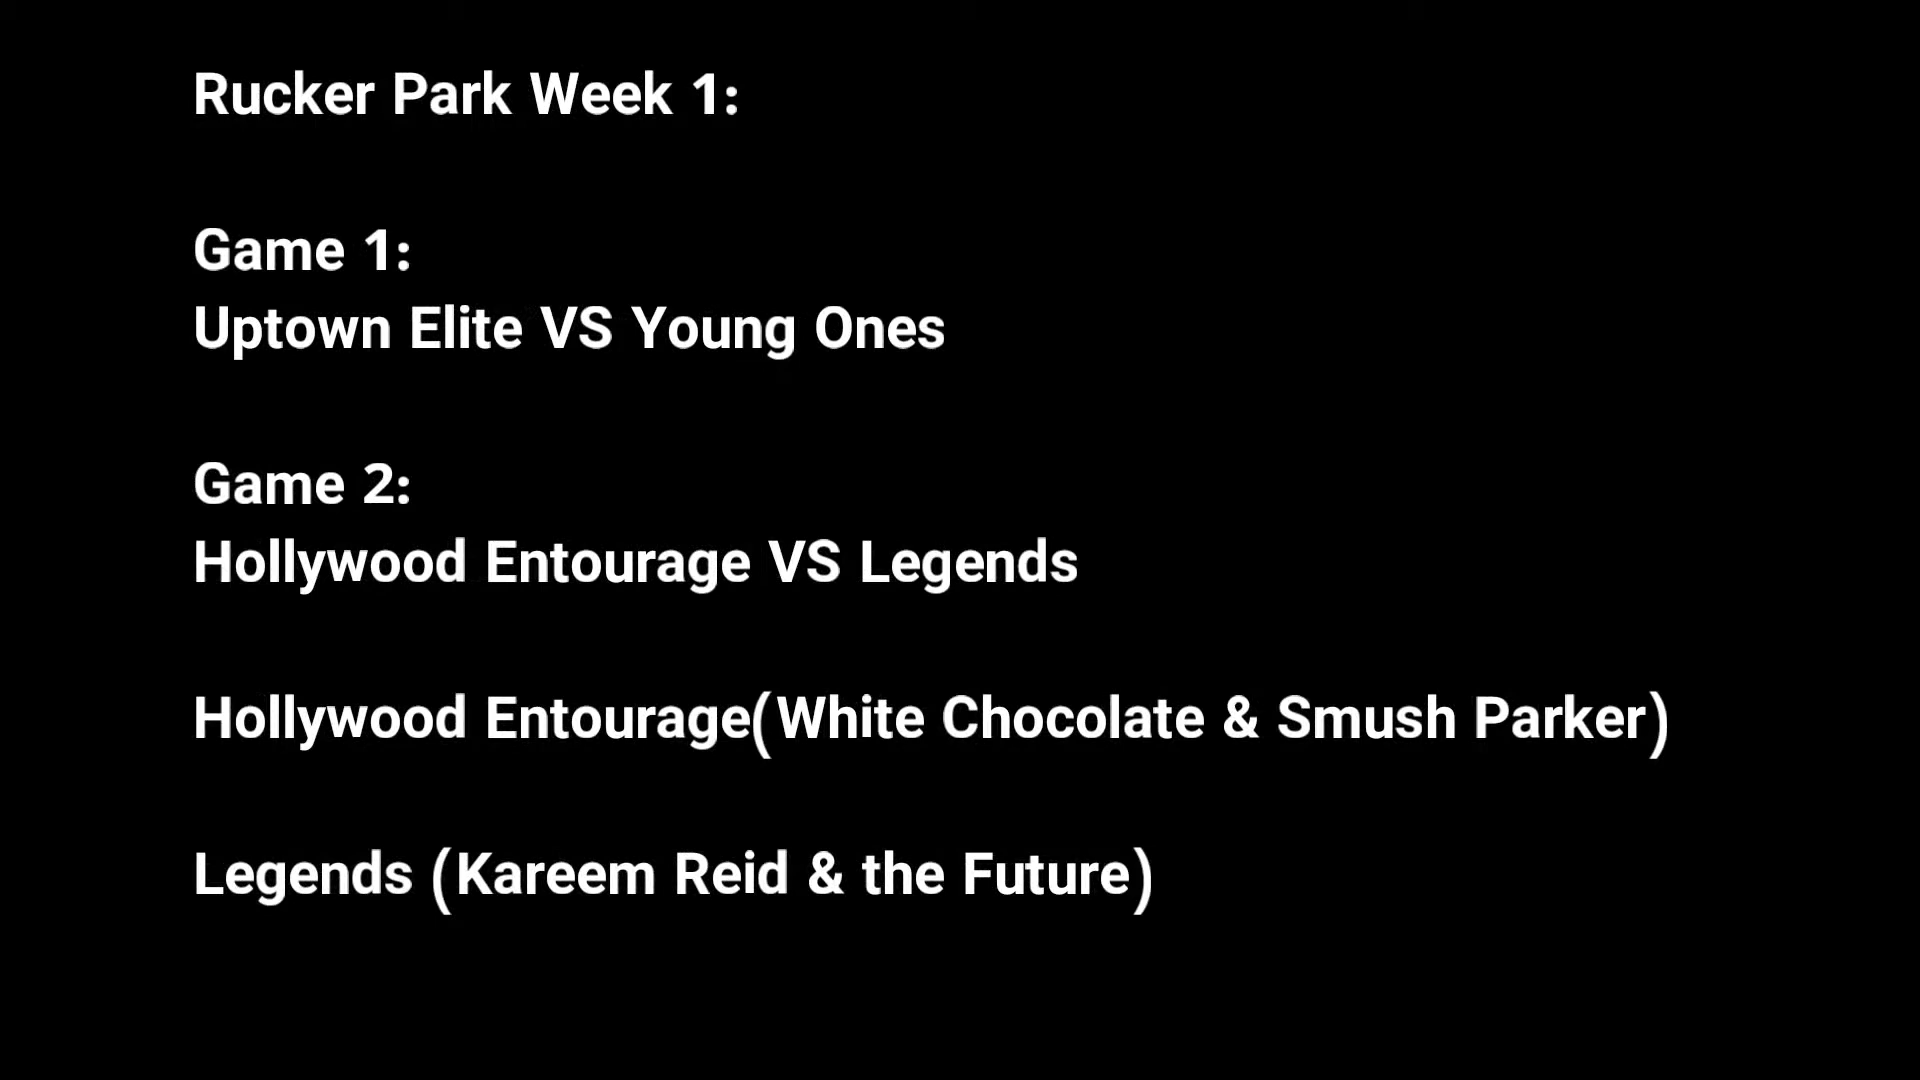 Rucker Park Week 1:
Game 1:
Uptown Elite VS Young Ones
Game 2:
Hollywood Entourage VS Legends
Hollywood Entourage(White Chocolate & Smush Parker)
Legends (Kareem Reid & the Future)